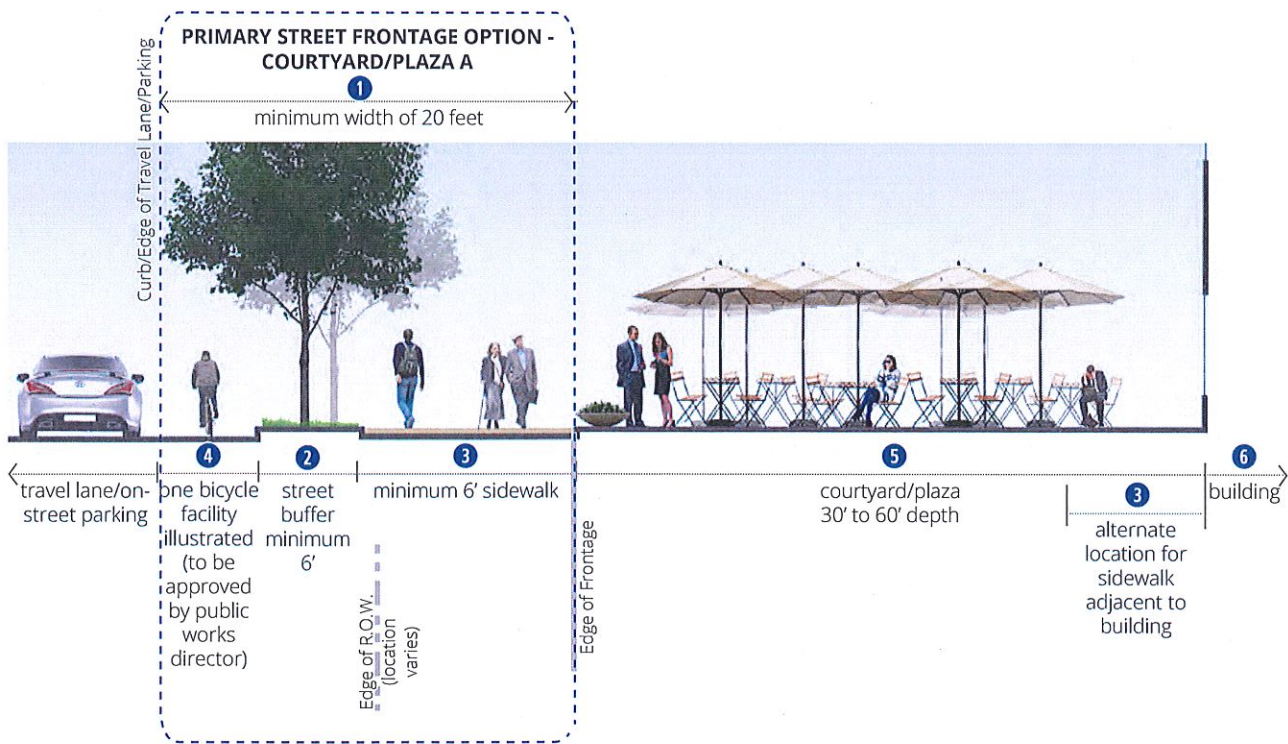 PRIMARY STREET FRONTAGE OPTION -
COURTYARD/PLAZA A
1
minimum width of 20 feet
Curb/Edge of Travel Lane/Parking
4
2
3
5
6
travel lane/on-
street parking
one bicycle
facility
illustrated
(to be
approved
by public
works
director)
street
buffer
minimum
6'
minimum 6' sidewalk
Edge of R.O.W.
(location
varies)
Edge of Frontage
courtyard/plaza
30' to 60' depth
3
alternate
location for
sidewalk
adjacent to
building
building